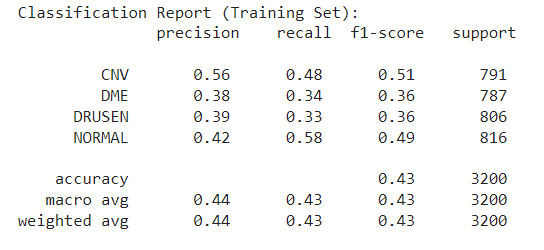 Classification Report (Training Set):
precision recall f1-score support
CNV 0.56 0.48 0.51 791
DME 0.38 0.34 0.36 787
DRUSEN 0.39 0.33 0.36 806
NORMAL 0.42 0.58 0.49 816
accuracy 0.43 3200
macro avg 0.44 0.43 0.43 3200
weighted avg 0.44 0.43 0.43 3200